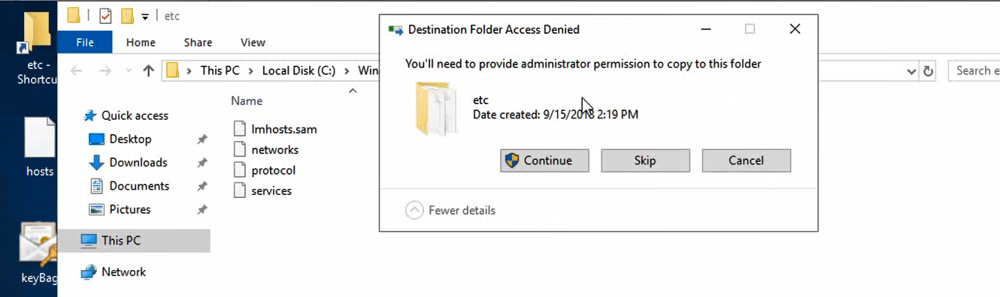 etc
File Home Share View
This PC > Local Disk (C:) > Win
Search e
etc -
Shortcu
hosts
keyBag
Quick access
Desktop
Downloads
Documents
Pictures
This PC
Network
Name
lmhosts.sam
networks
protocol
services
Destination Folder Access Denied
You'll need to provide administrator permission to copy to this folder
etc
Date created: 9/15/2018 2:19 PM
Continue Skip Cancel
Fewer details